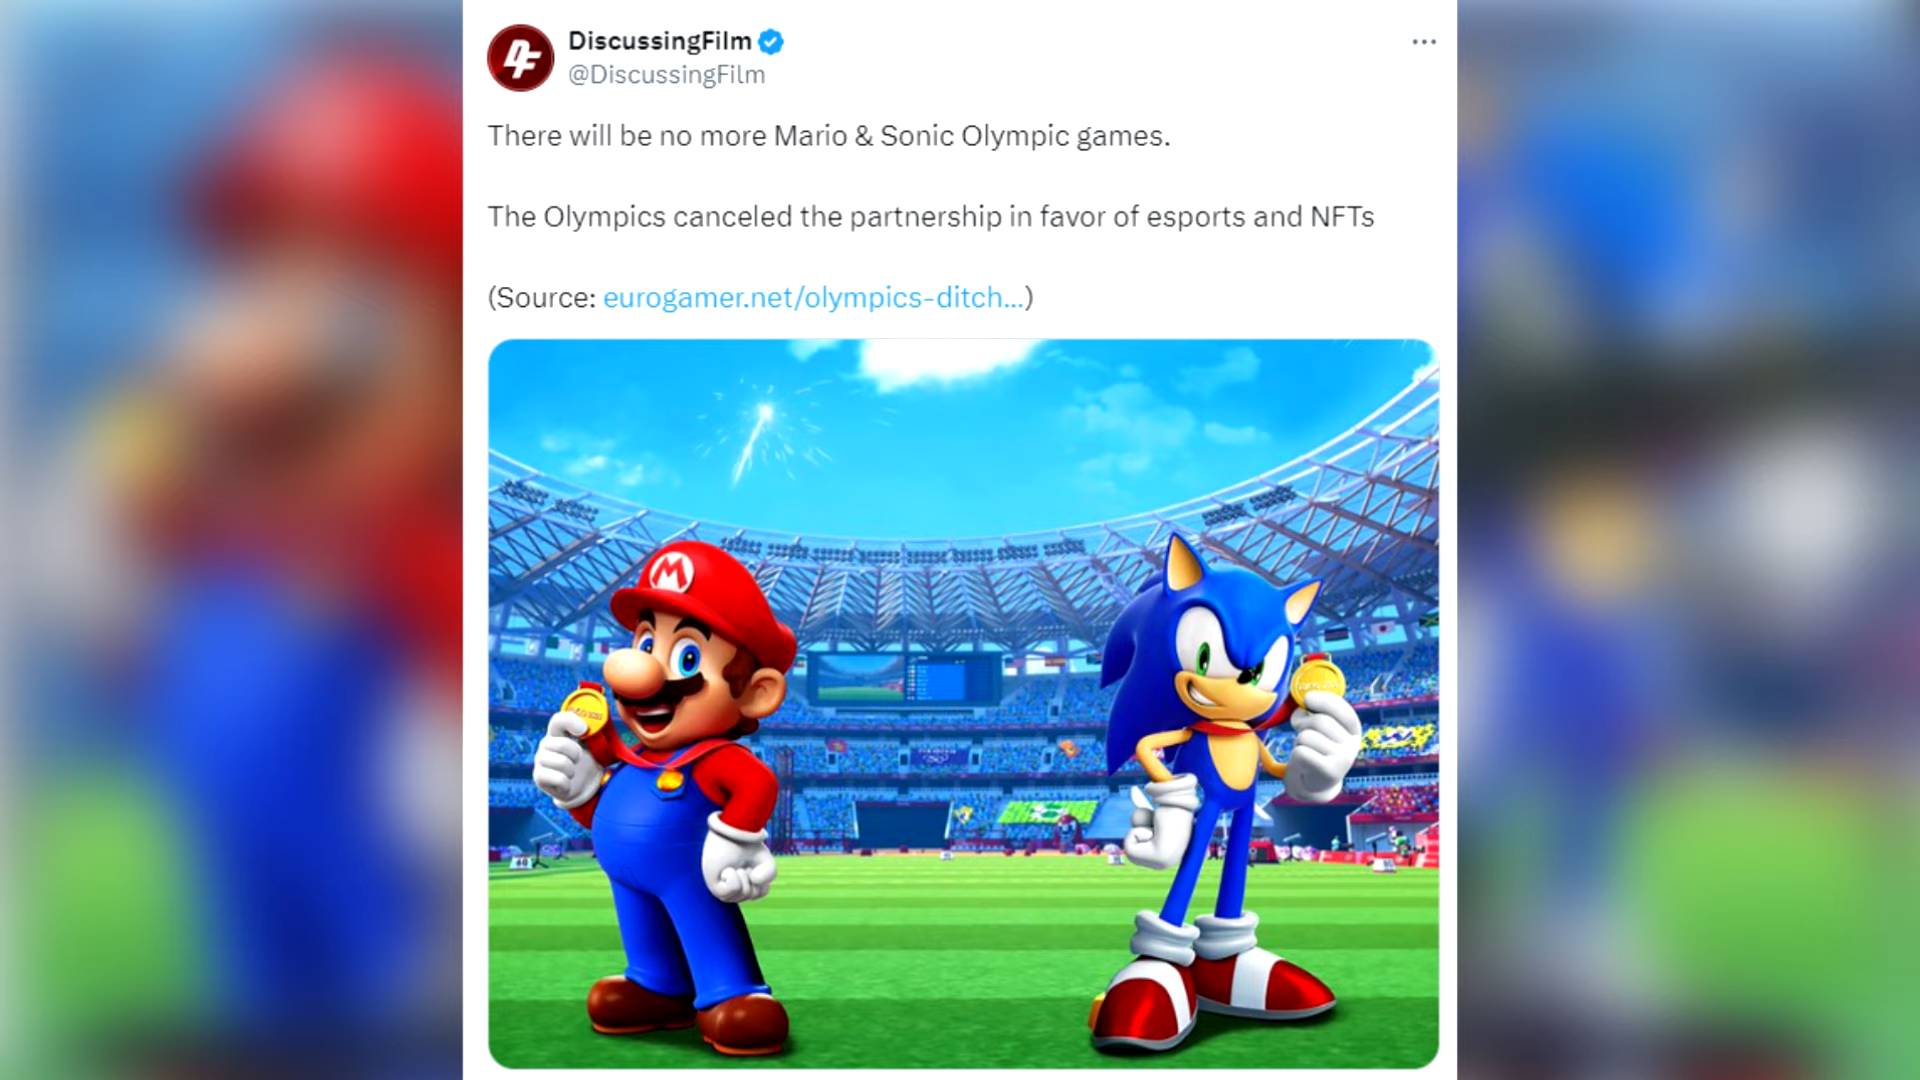 DiscussingFilm
@DiscussingFilm
There will be no more Mario & Sonic Olympic games.
The Olympics canceled the partnership in favor of esports and NFTs
(Source: eurogamer.net/olympics-ditch...)
M